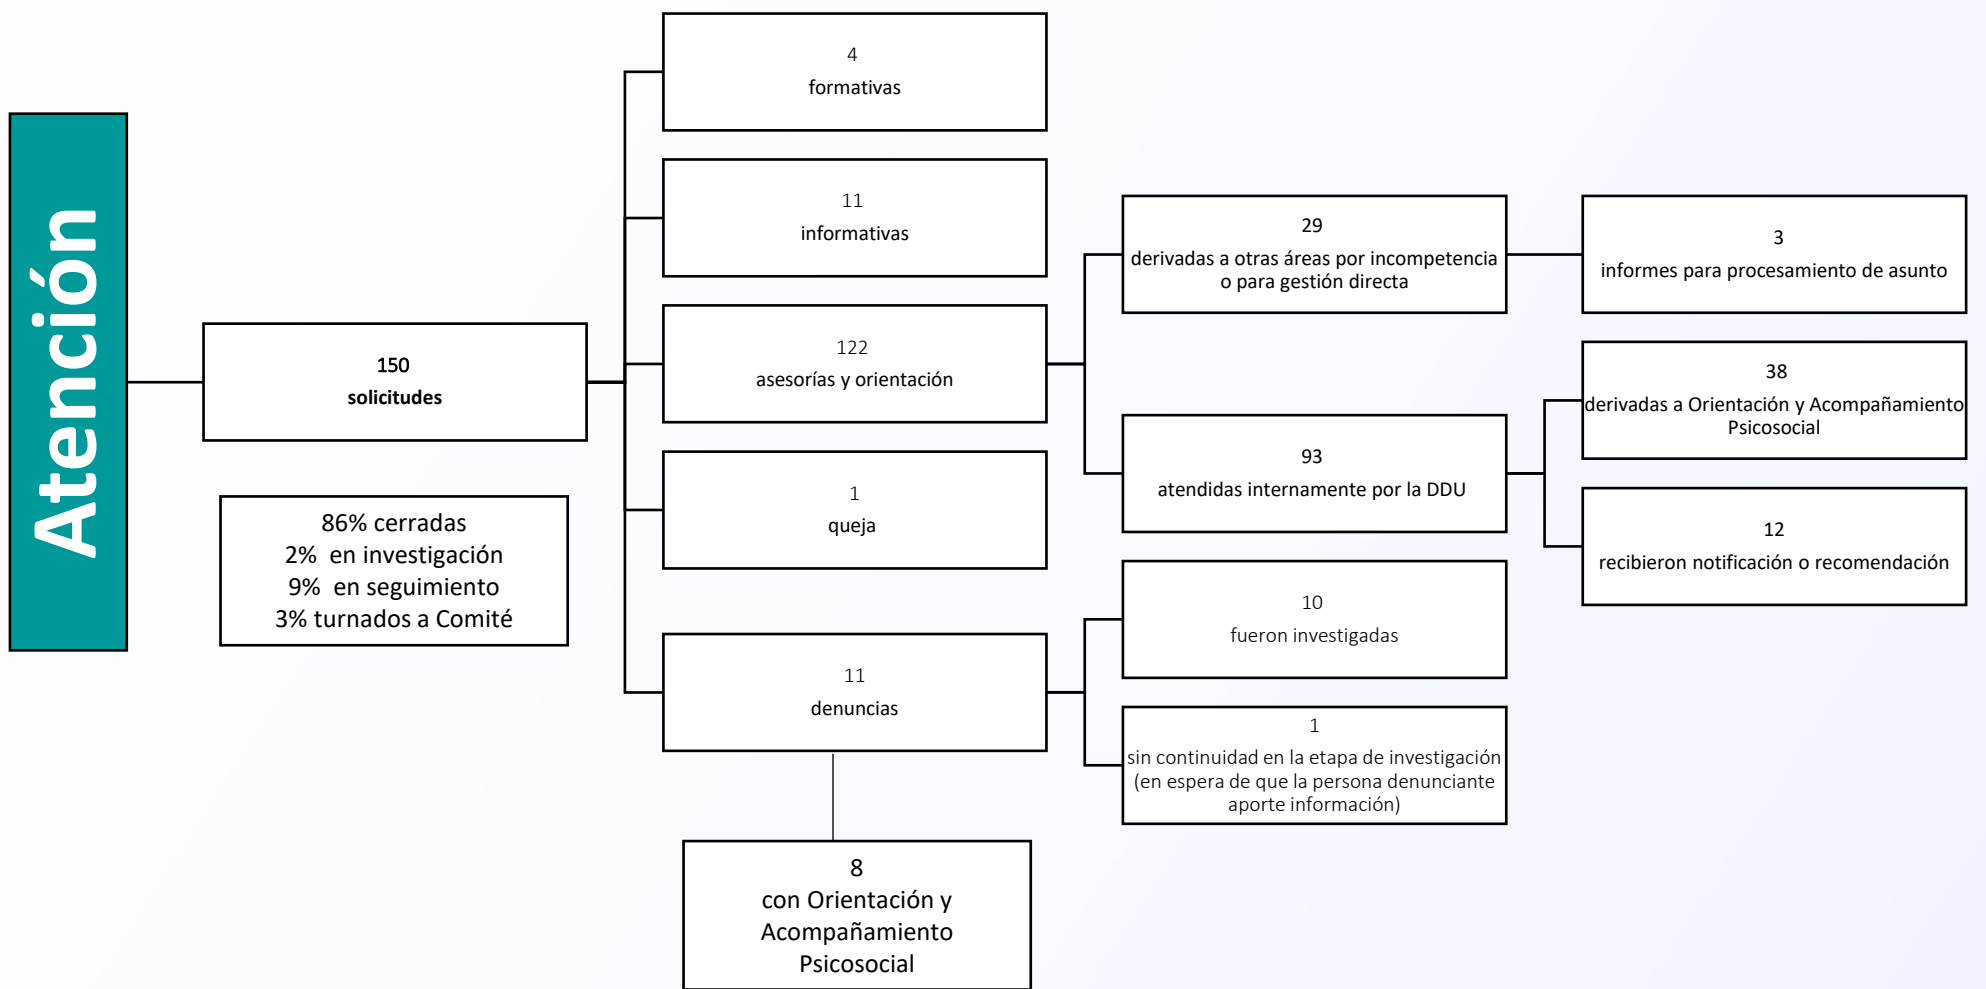 Atención
150
solicitudes
86% cerradas
2% en investigación
9% en seguimiento
3% turnados a Comité
4
formativas
11
informativas
122
asesorías y orientación
1
queja
11
denuncias
8
con Orientación y
Acompañamiento
Psicosocial
29
derivadas a otras áreas por incompetencia
o para gestión directa
93
atendidas internamente por la DDU
10
fueron investigadas
1
sin continuidad en la etapa de investigación
(en espera de que la persona denunciante
aporte información)
3
informes para procesamiento de asunto
38
derivadas a Orientación y Acompañamiento
Psicosocial
12
recibieron notificación o recomendación